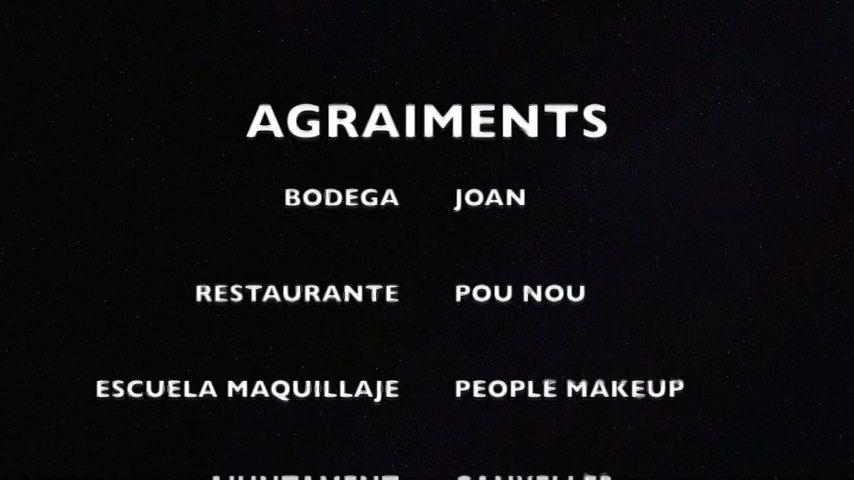 AGRAIMENTS
BODEGA JOAN
RESTAURANTE POU NOU
ESCUELA MAQUILLAJE PEOPLE MAKEUP